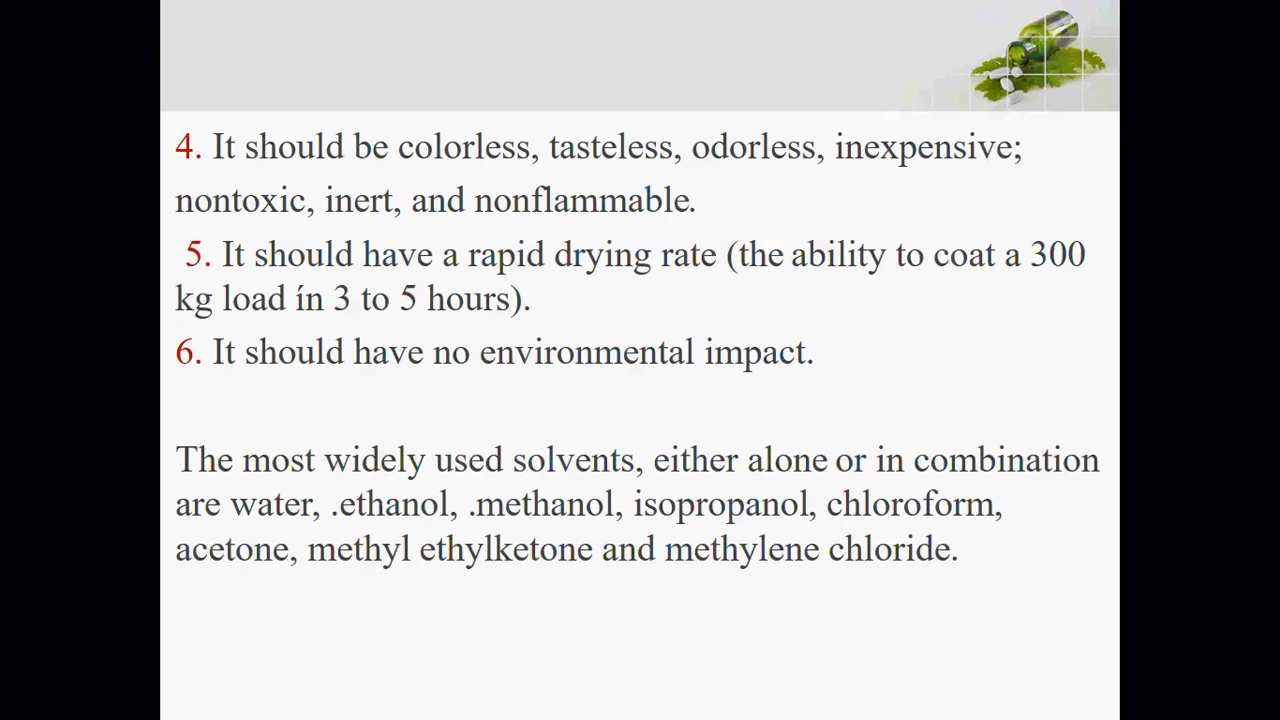 4. It should be colorless, tasteless, odorless, inexpensive;
nontoxic, inert, and nonflammable.
5. It should have a rapid drying rate (the ability to coat a 300
kg load ín 3 to 5 hours).
6. It should have no environmental impact.
The most widely used solvents, either alone or in combination
are water, .ethanol, .methanol, isopropanol, chloroform,
acetone, methyl ethylketone and methylene chloride.